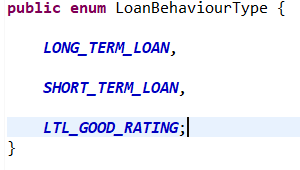 public enum LoanBehaviourType {
LONG_TERM_LOAN,
SHORT_TERM_LOAN,
LTL_GOOD_RATING;
}